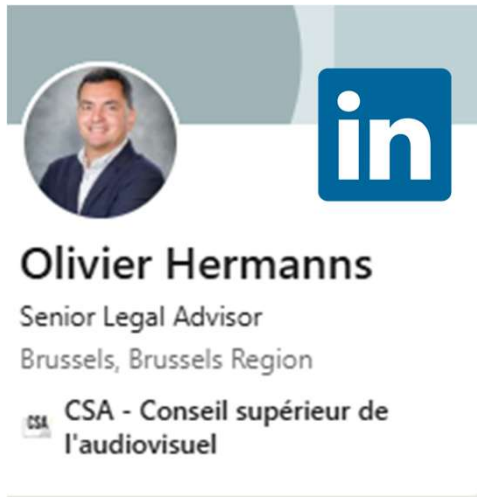 in
Olivier Hermanns
Senior Legal Advisor
Brussels, Brussels Region
CSA
CSA - Conseil supérieur de
l'audiovisuel